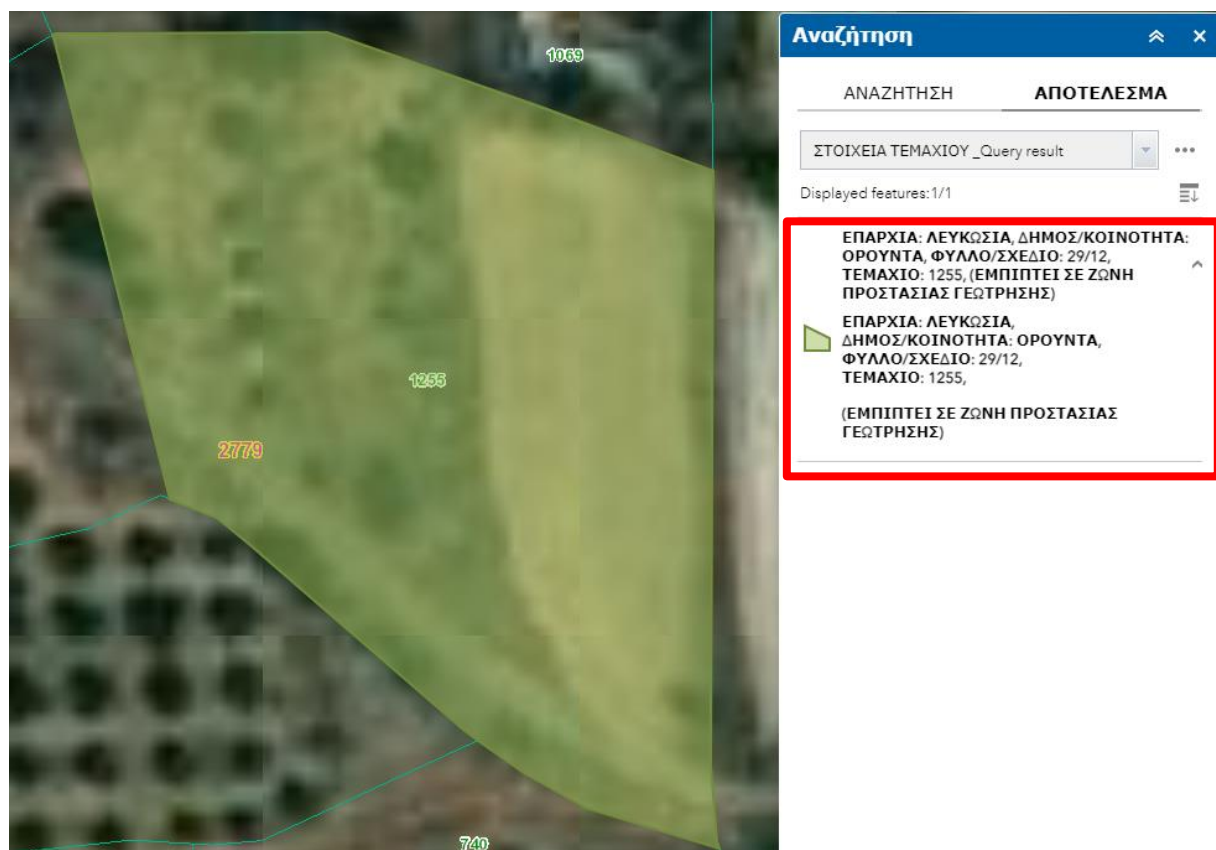 1069
1255
2779
740
Αναζήτηση
ΑΝΑΖΗΤΗΣΗ ΑΠΟΤΕΛΕΣΜΑ
ΣΤΟΙΧΕΙΑ ΤΕΜΑΧΙΟΥ _Query result
Displayed features: 1/1
ΕΠΑΡΧΙΑ: ΛΕΥΚΩΣΙΑ, ΔΗΜΟΣ/ΚΟΙΝΟΤΗΤΑ:
ΟΡΟΥΝΤΑ, ΦΥΛΛΟ/ΣΧΕΔΙΟ: 29/12,
ΤΕΜΑΧΙΟ: 1255, (ΕΜΠΙΠΤΕΙ ΣΕ ΖΩΝΗ
ΠΡΟΣΤΑΣΙΑΣ ΓΕΩΤΡΗΣΗΣ)
ΕΠΑΡΧΙΑ: ΛΕΥΚΩΣΙΑ,
ΔΗΜΟΣ/ΚΟΙΝΟΤΗΤΑ: ΟΡΟΥΝΤΑ,
ΦΥΛΛΟ/ΣΧΕΔΙΟ: 29/12,
ΤΕΜΑΧΙΟ: 1255,
(ΕΜΠΙΠΤΕΙ ΣΕ ΖΩΝΗ ΠΡΟΣΤΑΣΙΑΣ
ΓΕΩΤΡΗΣΗΣ)